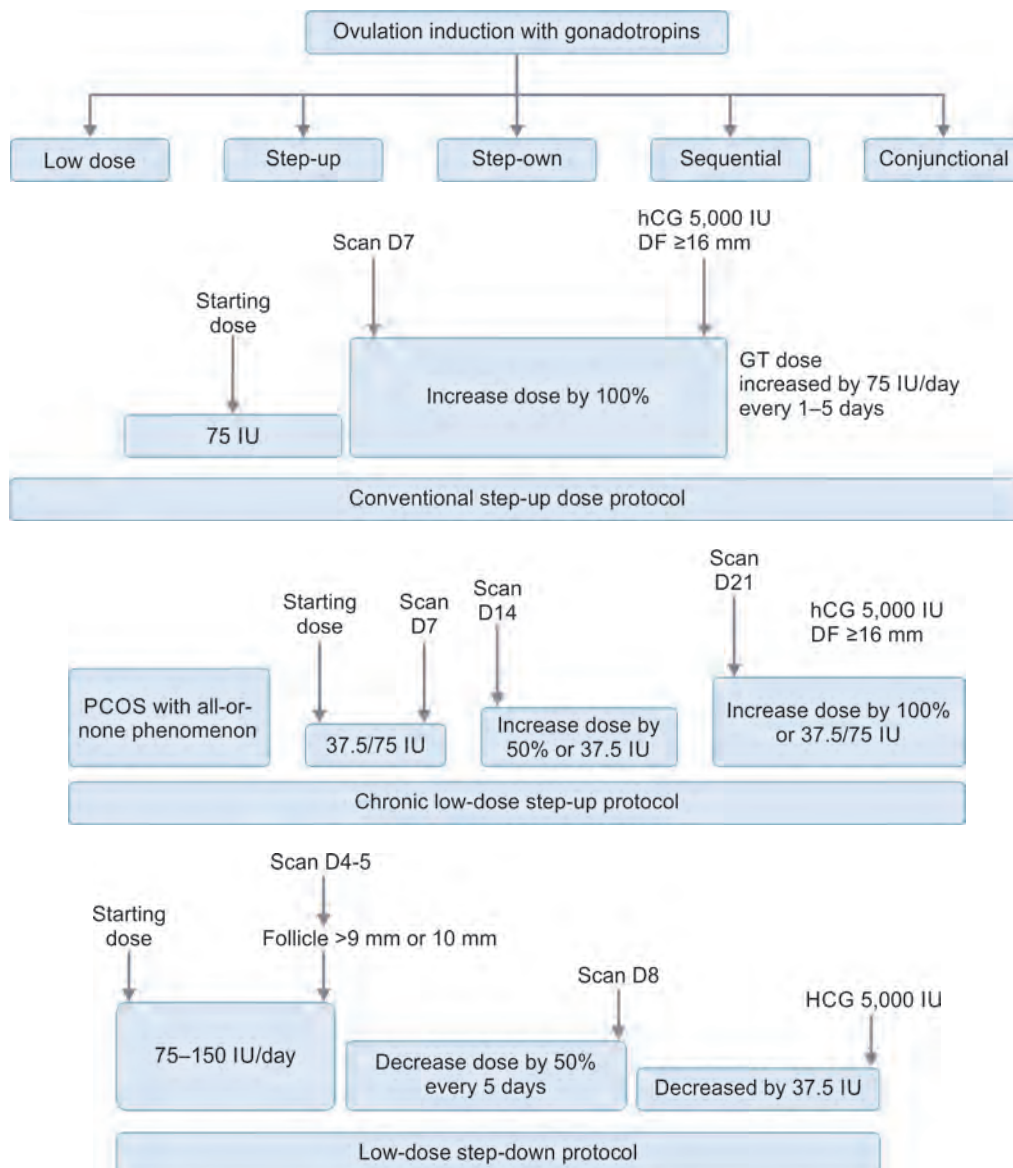 Ovulation induction with gonadotropins
Low dose
Step-up
Step-own
Sequential
Conjunctional
Scan D7
hCG 5,000 IU
DF ≥16 mm
Starting
dose
75 IU
Increase dose by 100%
GT dose
increased by 75 IU/day
every 1–5 days
Conventional step-up dose protocol
PCOS with all-or-
none phenomenon
Starting
dose
Scan
D7
Scan
D14
Scan
D21
hCG 5,000 IU
DF ≥16 mm
37.5/75 IU
Increase dose by
50% or 37.5 IU
Increase dose by 100%
or 37.5/75 IU
Chronic low-dose step-up protocol
Starting
dose
Scan D4-5
Follicle >9 mm or 10 mm
Scan D8
HCG 5,000 IU
75–150 IU/day
Decrease dose by 50%
every 5 days
Decreased by 37.5 IU
Low-dose step-down protocol